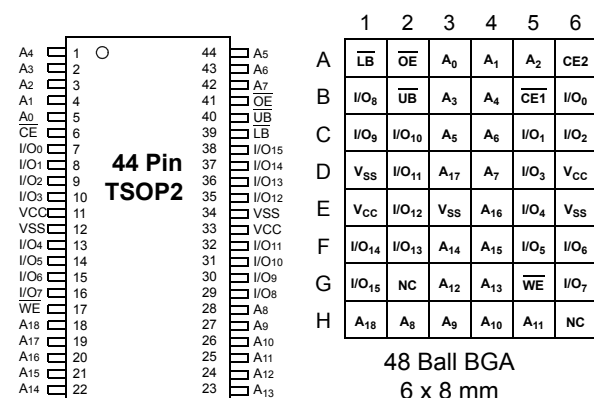 A4 1 44 A5
A3 2 43 A6
A2 3 42 A7
A1 4 41 OE
A0 5 40 UB
CE 6 39 LB
I/O0 7 38 I/O15
I/O1 8 37 I/O14
I/O2 9 36 I/O13
I/O3 10 35 I/O12
VCC 11 34 VSS
VSS 12 33 VCC
I/O4 13 32 I/O11
I/O5 14 31 I/O10
I/O6 15 30 I/O9
I/O7 16 29 I/O8
WE 17 28 A8
A18 18 27 A9
A17 19 26 A10
A16 20 25 A11
A15 21 24 A12
A14 22 23 A13
44 Pin
TSOP2
1 2 3 4 5 6
A LB OE A0 A1 A2 CE2
B I/O8 UB A3 A4 CE1 I/O0
C I/O9 I/O10 A5 A6 I/O1 I/O2
D VSS I/O11 A17 A7 I/O3 VCC
E VCC I/O12 VSS A16 I/O4 VSS
F I/O14 I/O13 A14 A15 I/O5 I/O6
G I/O15 NC A12 A13 WE I/O7
H A18 A8 A9 A10 A11 NC
48 Ball BGA
6 x 8 mm